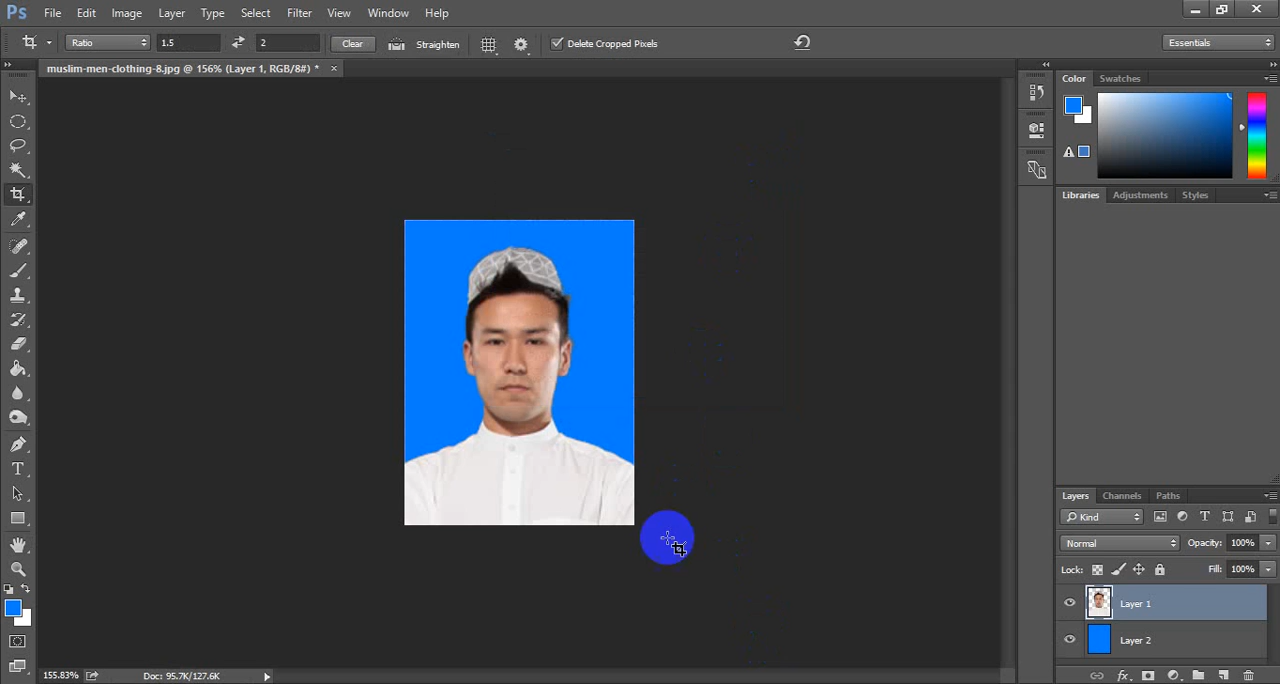 Ps File Edit Image Layer Type Select Filter View Window Help
Ratio 1.5 2 Clear Straighten Delete Cropped Pixels Essentials
muslim-men-clothing-8.jpg @ 156% (Layer 1, RGB/8#) * ×
Color Swatches
Libraries Adjustments Styles
Layers Channels Paths
Kind
Normal Opacity: 100%
Lock: Fill: 100%
Layer 1
Layer 2
155.83% Doc: 95.7K/127.6K